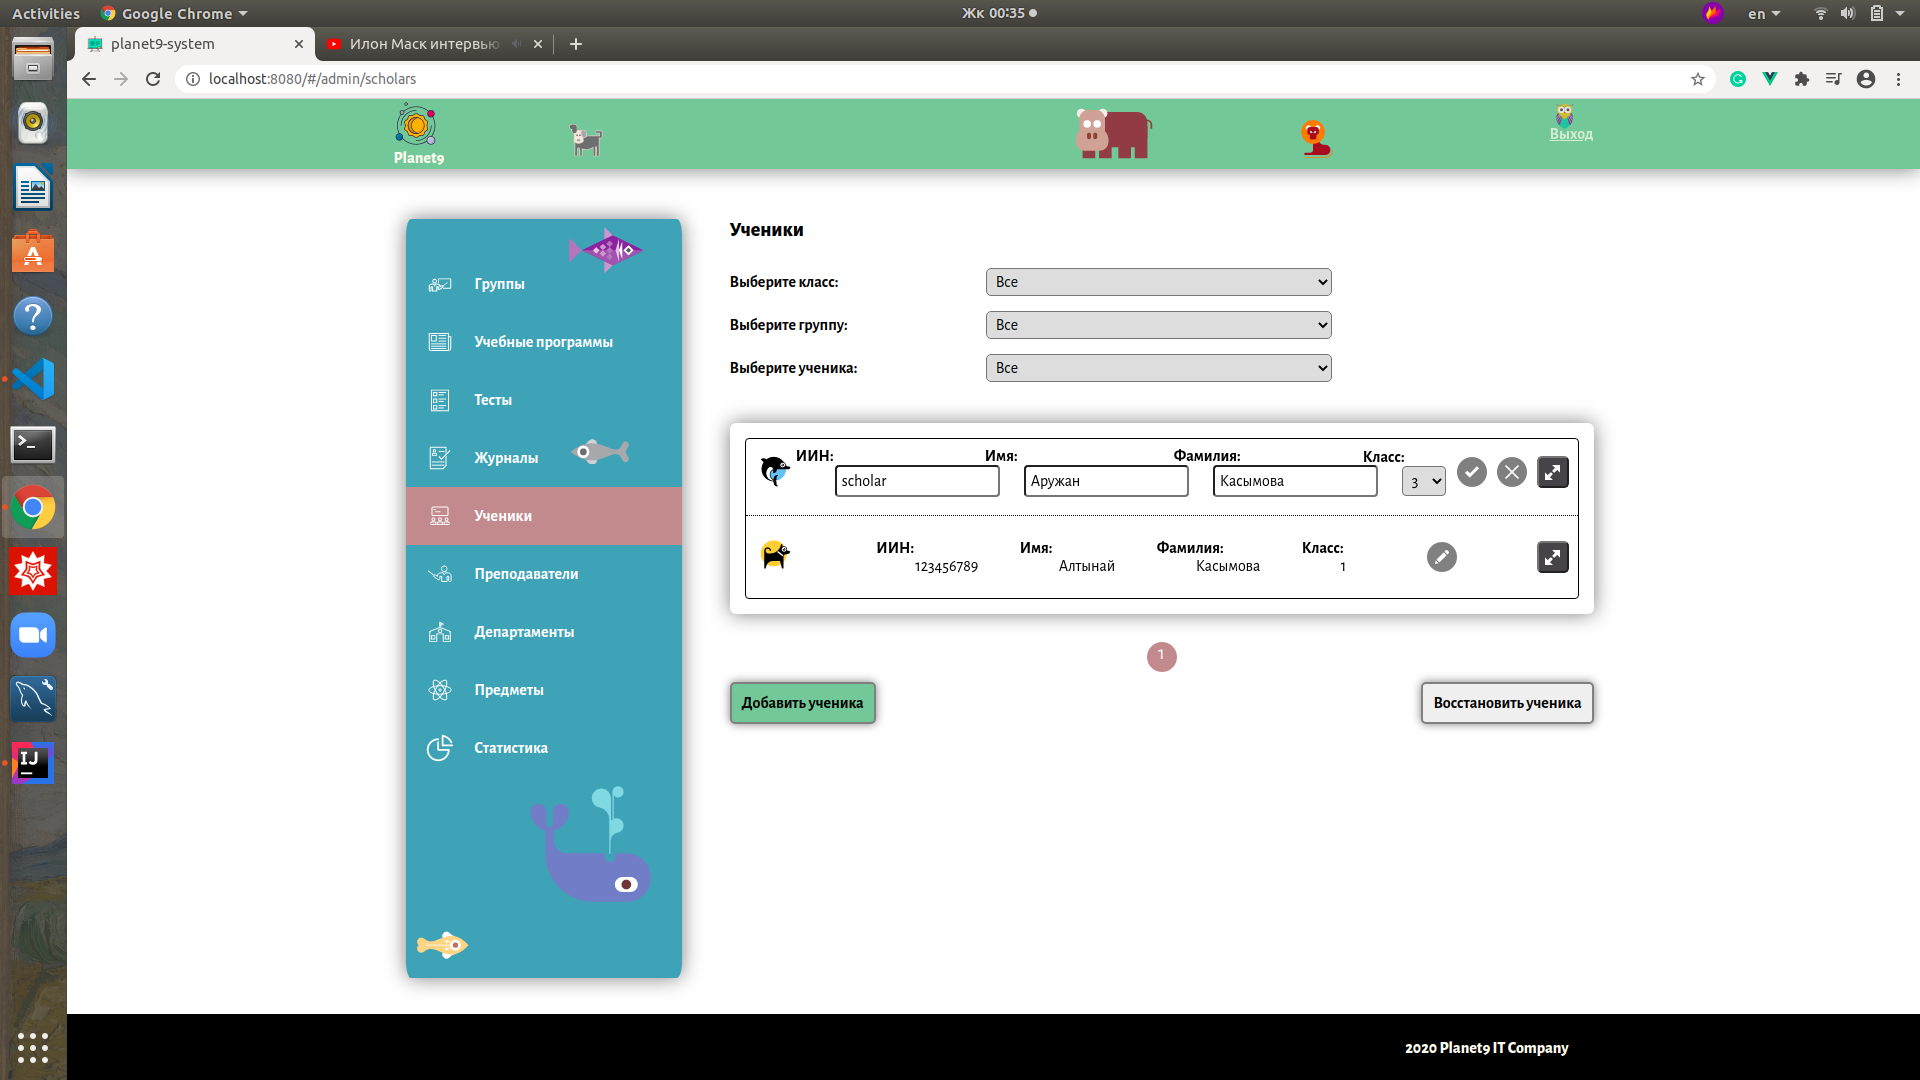 Activities Google Chrome Жк 00:35 en
planet9-system Илон Маск интервью
localhost:8080/#/admin/scholars
Planet9
Выход
Ученики
Группы
Выберите класс: Все
Выберите группу: Все
Учебные программы
Выберите ученика: Все
Тесты
Журналы
ИИН: Имя: Фамилия: Класс:
scholar Аружан Касымова 3
Ученики
ИИН: Имя: Фамилия: Класс:
123456789 Алтынай Касымова 1
Преподаватели
Департаменты
1
Предметы
Добавить ученика Восстановить ученика
Статистика
2020 Planet9 IT Company